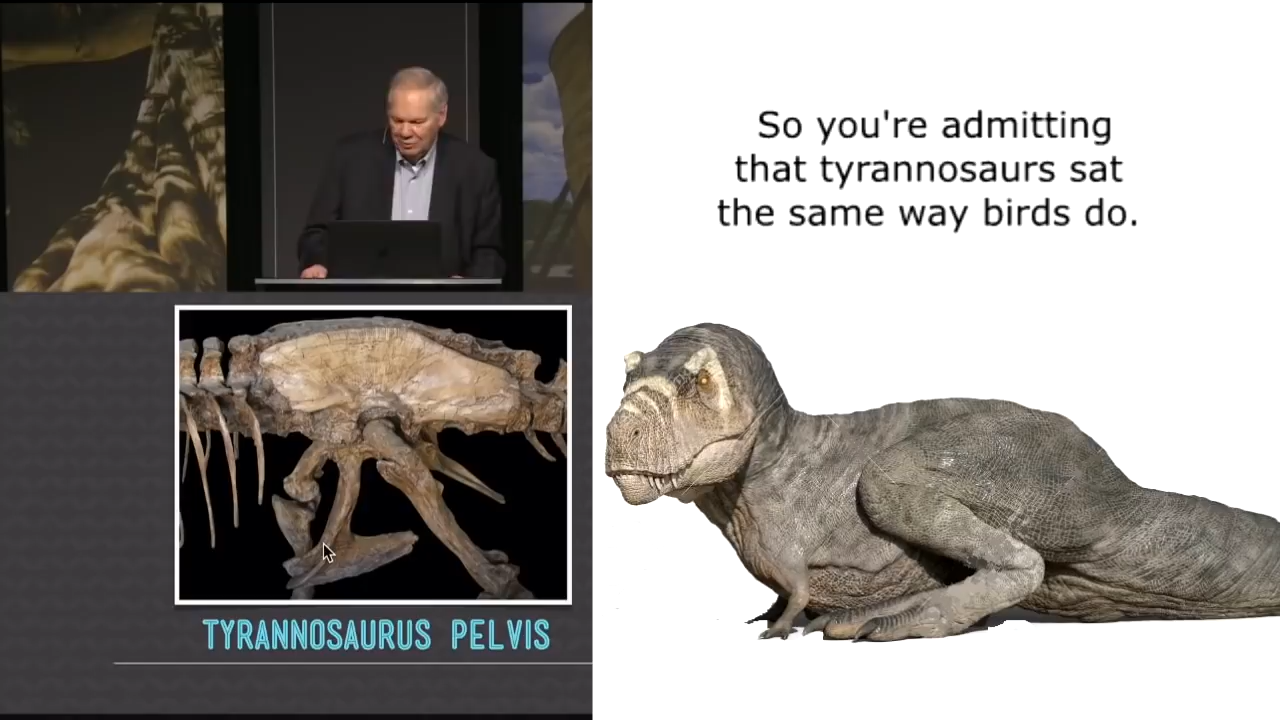 So you're admitting
that tyrannosaurs sat
the same way birds do.
TYRANNOSAURUS PELVIS